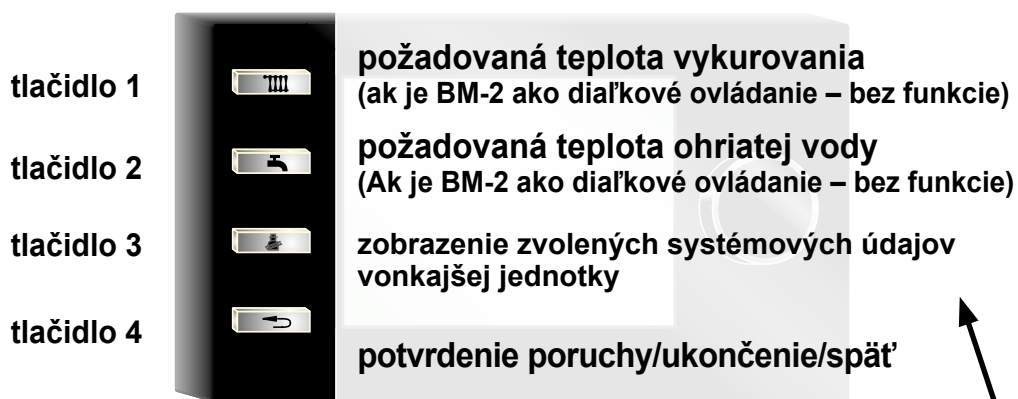 tlačidlo 1
požadovaná teplota vykurovania
(ak je BM-2 ako diaľkové ovládanie – bez funkcie)
tlačidlo 2
požadovaná teplota ohriatej vody
(Ak je BM-2 ako diaľkové ovládanie – bez funkcie)
tlačidlo 3
zobrazenie zvolených systémových údajov
vonkajšej jednotky
tlačidlo 4
potvrdenie poruchy/ukončenie/späť